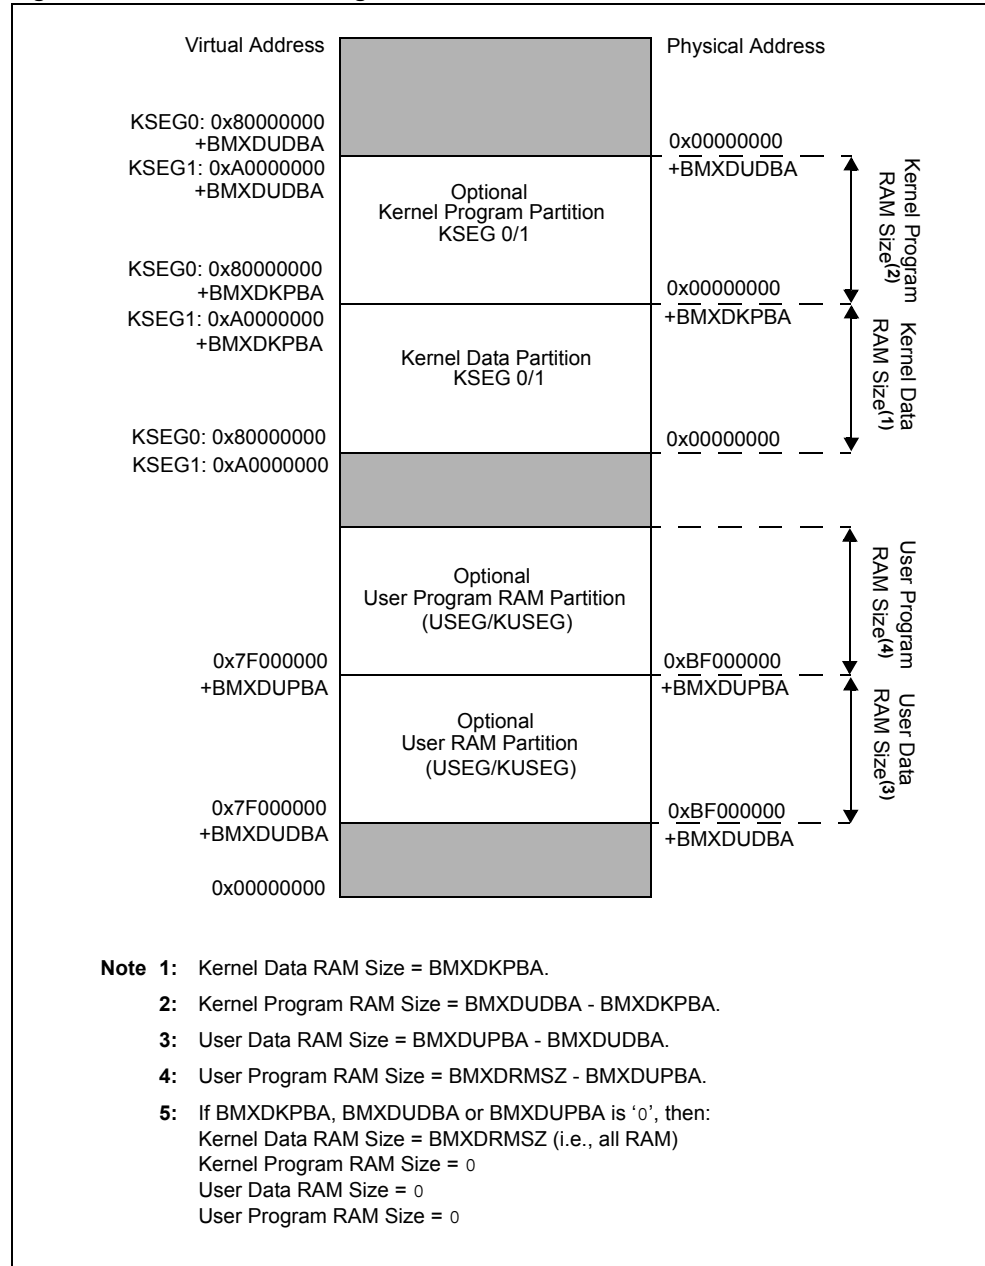 Virtual Address
Physical Address
KSEG0: 0x80000000
+BMXDUDBA
KSEG1: 0xA0000000
+BMXDUDBA
0x00000000
+BMXDUDBA
Optional
Kernel Program Partition
KSEG 0/1
Kernel Program
RAM Size(2)
KSEG0: 0x80000000
+BMXDKPBA
KSEG1: 0xA0000000
+BMXDKPBA
0x00000000
+BMXDKPBA
Kernel Data Partition
KSEG 0/1
Kernel Data
RAM Size(1)
KSEG0: 0x80000000
KSEG1: 0xA0000000
0x00000000
Optional
User Program RAM Partition
(USEG/KUSEG)
User Program
RAM Size(4)
0x7F000000
+BMXDUPBA
0xBF000000
+BMXDUPBA
Optional
User RAM Partition
(USEG/KUSEG)
User Data
RAM Size(3)
0x7F000000
+BMXDUDBA
0xBF000000
+BMXDUDBA
0x00000000
Note 1: Kernel Data RAM Size = BMXDKPBA.
2: Kernel Program RAM Size = BMXDUDBA - BMXDKPBA.
3: User Data RAM Size = BMXDUPBA - BMXDUDBA.
4: User Program RAM Size = BMXDRMSZ - BMXDUPBA.
5: If BMXDKPBA, BMXDUDBA or BMXDUPBA is ‘0’, then:
Kernel Data RAM Size = BMXDRMSZ (i.e., all RAM)
Kernel Program RAM Size = 0
User Data RAM Size = 0
User Program RAM Size = 0